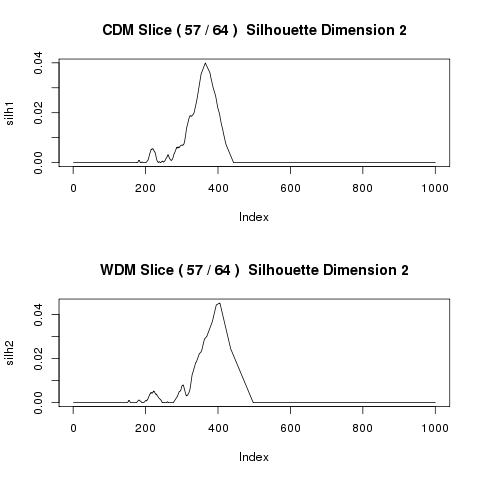 CDM Slice ( 57 / 64 )  Silhouette Dimension 2
silh1
0.04
0.02
0.00
0 200 400 600 800 1000
Index
WDM Slice ( 57 / 64 )  Silhouette Dimension 2
silh2
0.04
0.02
0.00
0 200 400 600 800 1000
Index